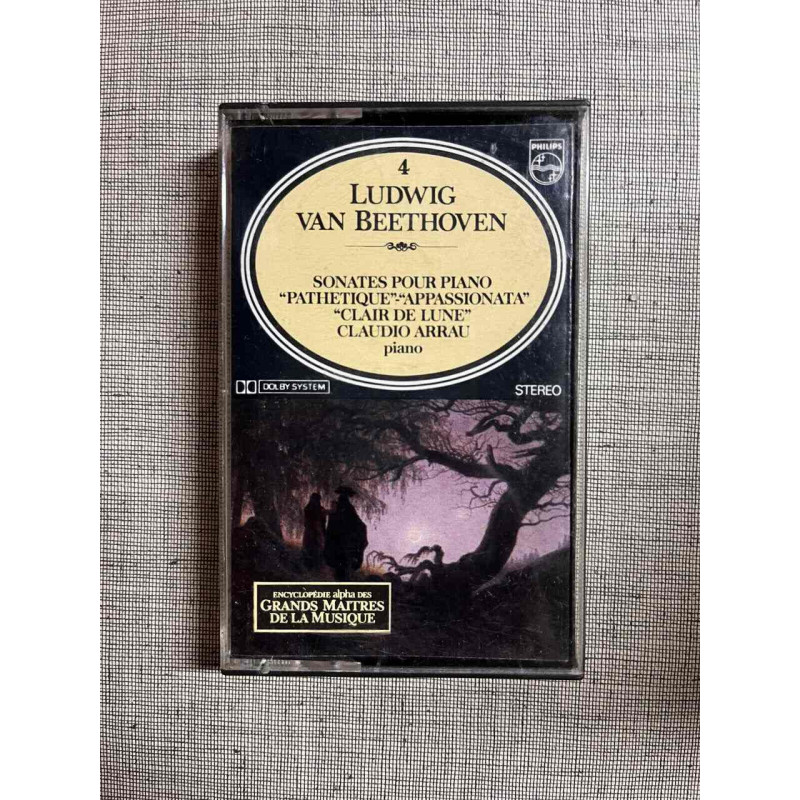 PHILIPS
4
LUDWIG
VAN BEETHOVEN
SONATES POUR PIANO
“PATHETIQUE”-“APPASSIONATA”
“CLAIR DE LUNE”
CLAUDIO ARRAU
piano
DOLBY SYSTEM
STEREO
ENCYCLOPÉDIE alpha DES
GRANDS MAITRES
DE LA MUSIQUE